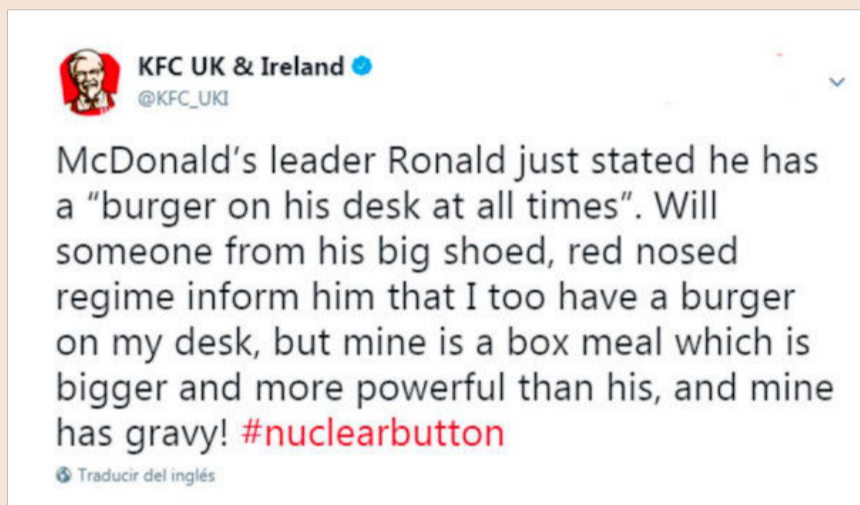 KFC UK & Ireland
@KFC_UKI
McDonald's leader Ronald just stated he has
a “burger on his desk at all times”. Will
someone from his big shoed, red nosed
regime inform him that I too have a burger
on my desk, but mine is a box meal which is
bigger and more powerful than his, and mine
has gravy! #nuclearbutton
Traducir del inglés